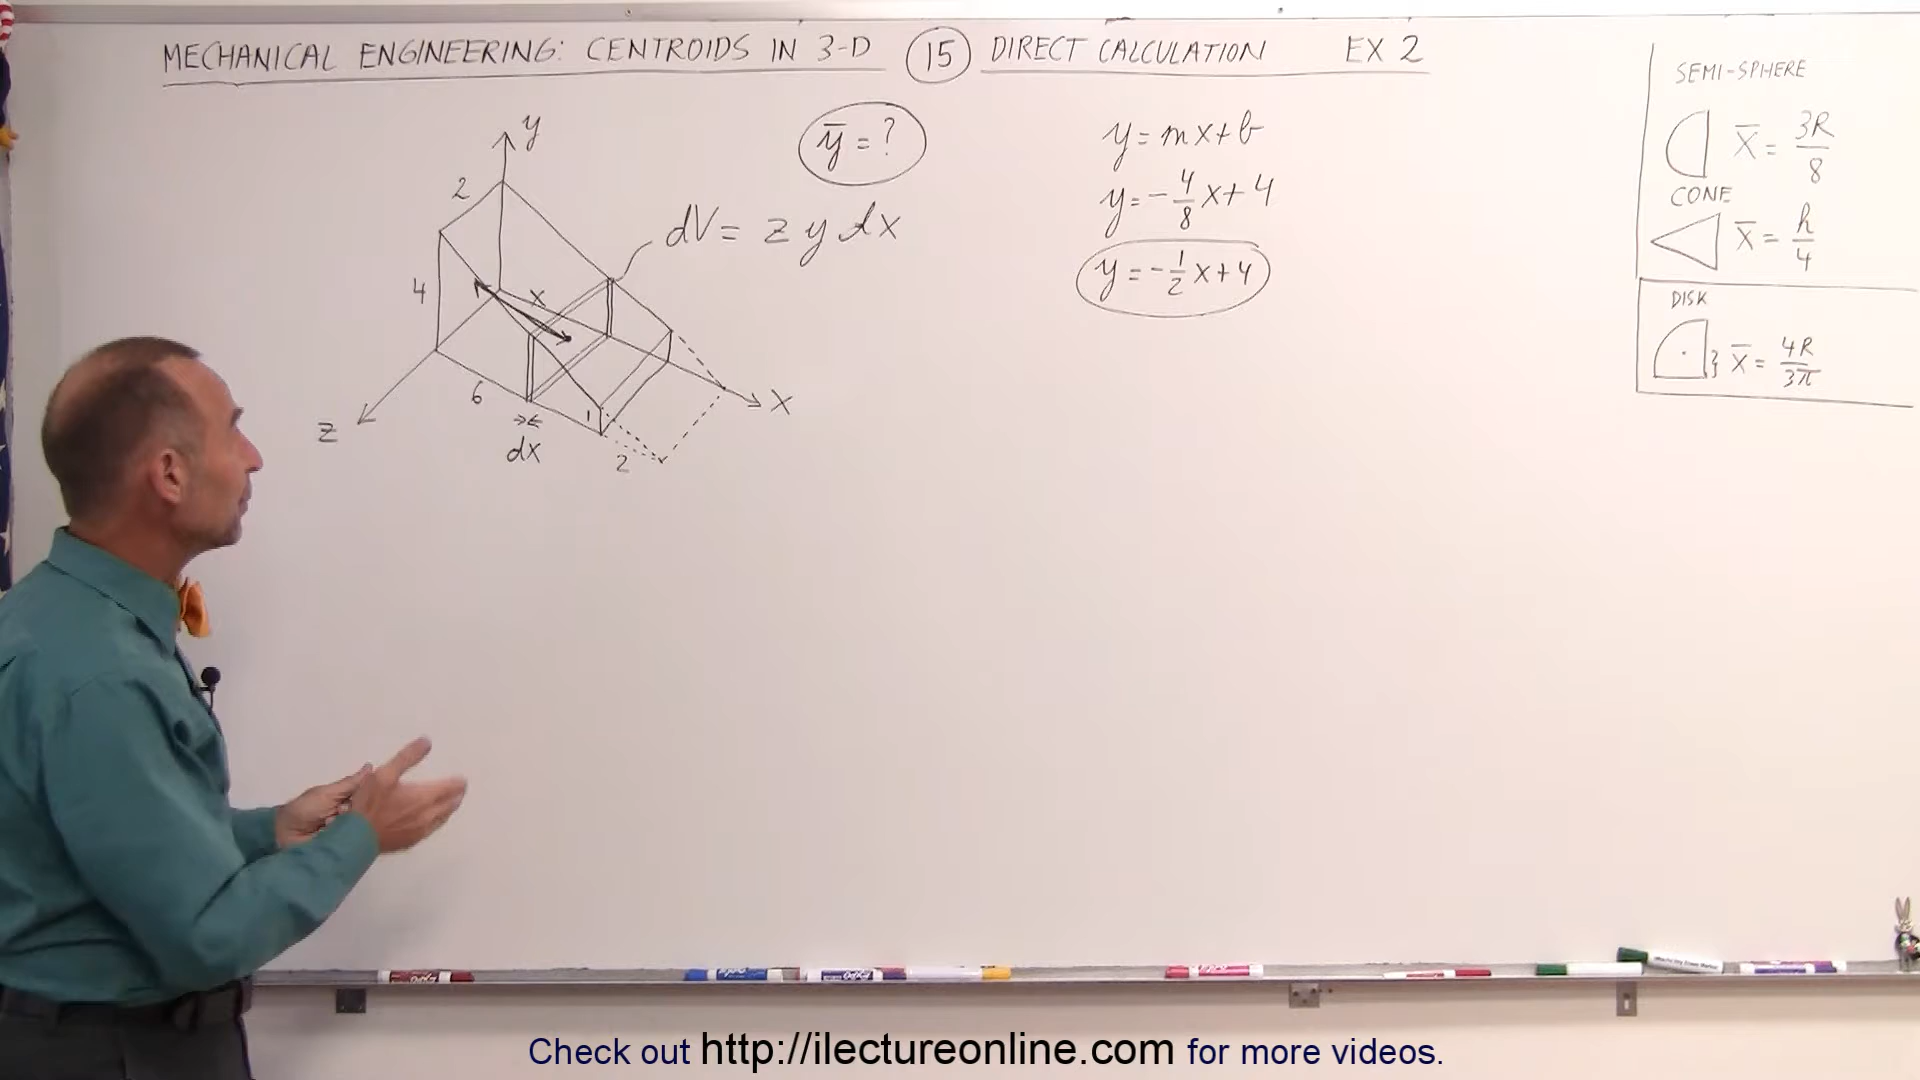 MECHANICAL ENGINEERING: CENTROIDS IN 3-D 15 DIRECT CALCULATION EX 2
y
2
4
x
6
1
z
dx
2
X
ȳ = ?
dV = z y dx
y = mx + b
y = -4/8 x + 4
y = -1/2 x + 4
SEMI-SPHERE
X̄ = 3R/8
CONE
X̄ = h/4
DISK
} X̄ = 4R/3π
Check out http://ilectureonline.com for more videos.